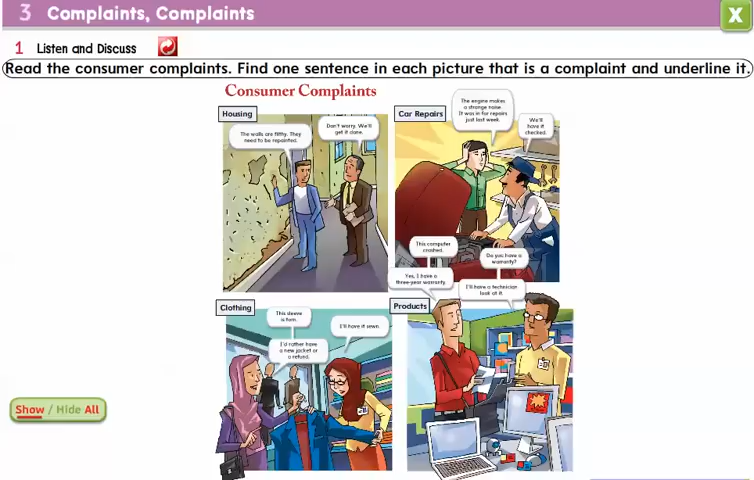 3 Complaints, Complaints
X
1 Listen and Discuss
Read the consumer complaints. Find one sentence in each picture that is a complaint and underline it.
Consumer Complaints
Housing
The walls are filthy. They
need to be repainted.
Don't worry. We'll
get it done.
Car Repairs
The engine makes
a strange noise.
It was in for repairs
just last week.
We'll
have it
checked.
Clothing
This sleeve
is torn.
I'd rather have
a new jacket or
a refund.
I'll have it sewn.
Products
This computer
crashed.
Do you have a
warranty?
Yes, I have a
three-year warranty.
I'll have a technician
look at it.
Show / Hide All